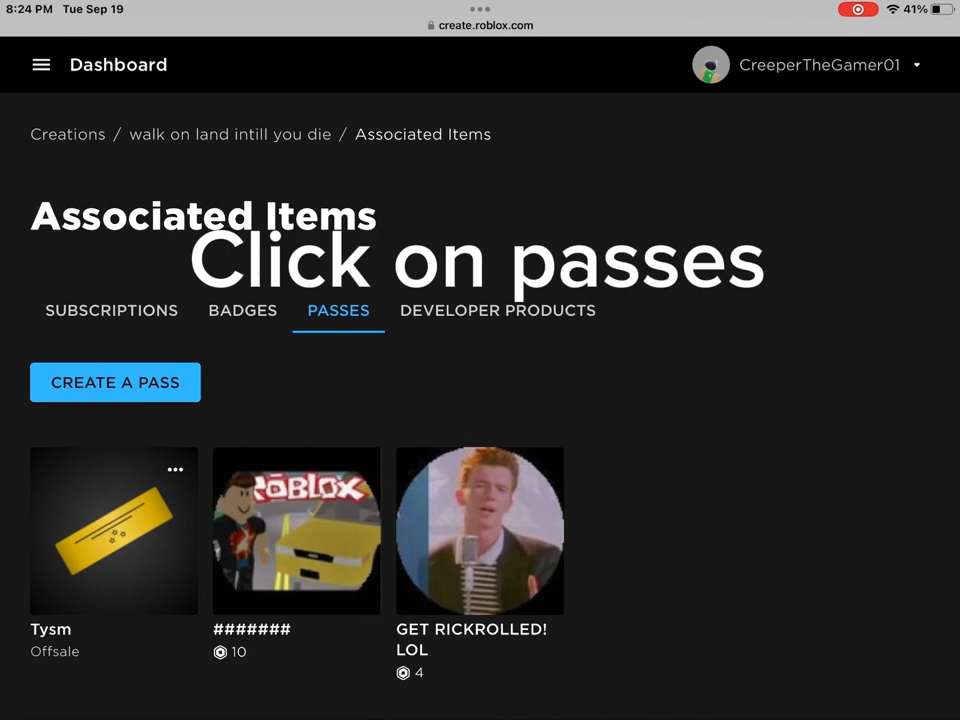 8:24 PM Tue Sep 19
41%
create.roblox.com
Dashboard
CreeperTheGamer01
Creations / walk on land intill you die / Associated Items
Associated Items
Click on passes
SUBSCRIPTIONS BADGES PASSES DEVELOPER PRODUCTS
CREATE A PASS
ROBLOX
Tysm
Offsale
#######
10
GET RICKROLLED!
LOL
4